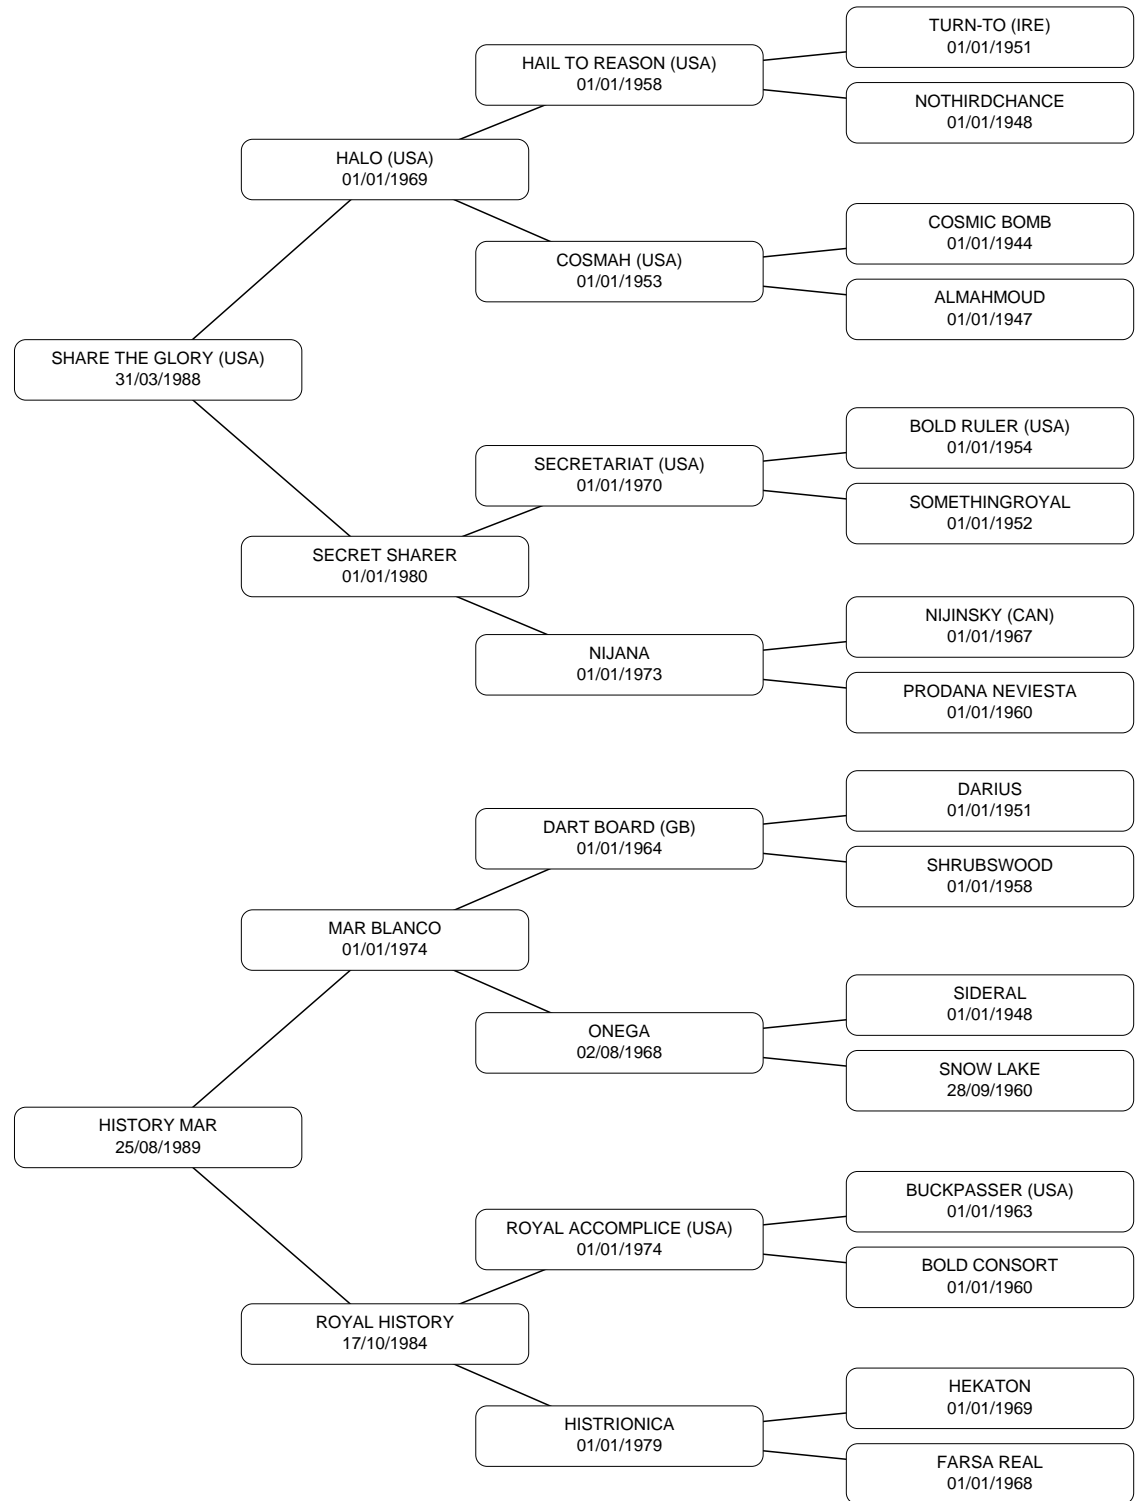 TURN-TO (IRE)
01/01/1951
HAIL TO REASON (USA)
01/01/1958
NOTHIRDCHANCE
01/01/1948
HALO (USA)
01/01/1969
COSMIC BOMB
01/01/1944
COSMAH (USA)
01/01/1953
ALMAHMOUD
01/01/1947
SHARE THE GLORY (USA)
31/03/1988
BOLD RULER (USA)
01/01/1954
SECRETARIAT (USA)
01/01/1970
SOMETHINGROYAL
01/01/1952
SECRET SHARER
01/01/1980
NIJINSKY (CAN)
01/01/1967
NIJANA
01/01/1973
PRODANA NEVIESTA
01/01/1960
DARIUS
01/01/1951
DART BOARD (GB)
01/01/1964
SHRUBSWOOD
01/01/1958
MAR BLANCO
01/01/1974
SIDERAL
01/01/1948
ONEGA
02/08/1968
SNOW LAKE
28/09/1960
HISTORY MAR
25/08/1989
BUCKPASSER (USA)
01/01/1963
ROYAL ACCOMPLICE (USA)
01/01/1974
BOLD CONSORT
01/01/1960
ROYAL HISTORY
17/10/1984
HEKATON
01/01/1969
HISTRIONICA
01/01/1979
FARSA REAL
01/01/1968